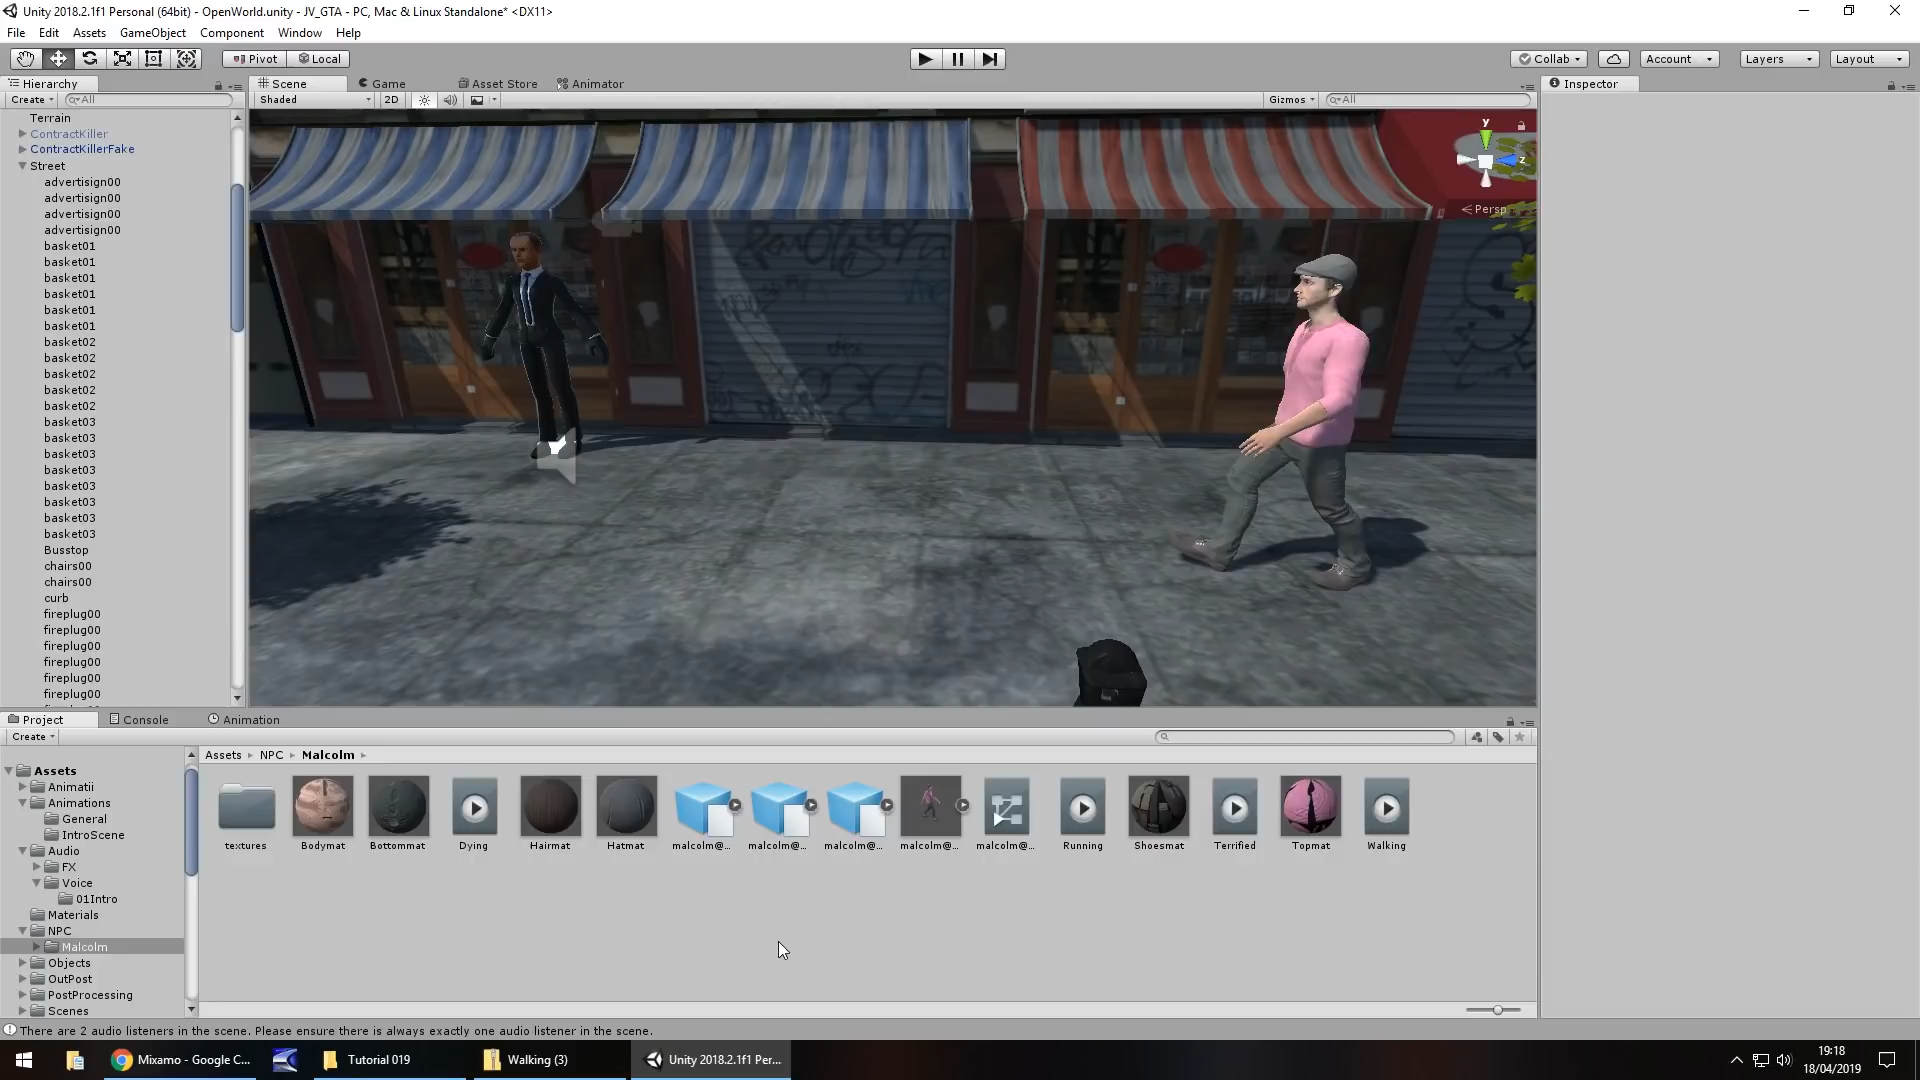 Unity 2018.2.1f1 Personal (64bit) - OpenWorld.unity - JV_GTA - PC, Mac & Linux Standalone* <DX11>
File Edit Assets GameObject Component Window Help
Pivot Local Collab Account Layers Layout
Hierarchy Scene Game Asset Store Animator Inspector
Create All Shaded 2D Gizmos All
Terrain
ContractKiller
ContractKillerFake
Street
advertisign00
advertisign00
advertisign00
advertisign00
basket01
basket01
basket01
basket01
basket01
basket01
basket02
basket02
basket02
basket02
basket02
basket03
basket03
basket03
basket03
basket03
basket03
basket03
basket03
Busstop
chairs00
chairs00
curb
fireplug00
fireplug00
fireplug00
fireplug00
fireplug00
fireplug00
y
z
Persp
Project Console Animation
Create
Assets
Animatii
Animations
General
IntroScene
Audio
FX
Voice
01Intro
Materials
NPC
Malcolm
Objects
OutPost
PostProcessing
Scenes
Assets NPC Malcolm
textures Bodymat Bottommat Dying Hairmat Hatmat malcolm@... malcolm@... malcolm@... malcolm@... malcolm@... Running Shoesmat Terrified Topmat Walking
There are 2 audio listeners in the scene. Please ensure there is always exactly one audio listener in the scene.
Mixamo - Google C... Tutorial 019 Walking (3) Unity 2018.2.1f1 Per...
19:18
18/04/2019